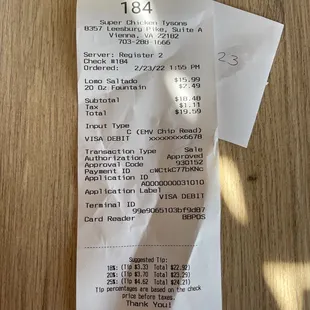 184
Super Chicken Tysons
8357 Leesburg Pike, Suite A
Vienna, VA 22182
703-288-1666
Server: Register 2
Check #184
Ordered: 2/23/22 1:55 PM
Lomo Saltado $15.99
20 Oz Fountain $2.49
Subtotal $18.48
Tax $1.11
Total $19.59
Input Type
C (EMV Chip Read)
VISA DEBIT xxxxxxxx6678
Transaction Type Sale
Authorization Approved
Approval Code 930152
Payment ID cWCtkC77bKNc
Application ID
A0000000031010
Application Label
VISA DEBIT
Terminal ID
99e9065103bf9d87
Card Reader BBPOS
Suggested Tip:
18%: (Tip $3.33 Total $22.92)
20%: (Tip $3.70 Total $23.29)
25%: (Tip $4.62 Total $24.21)
Tip percentages are based on the check
price before taxes.
Thank You!
23